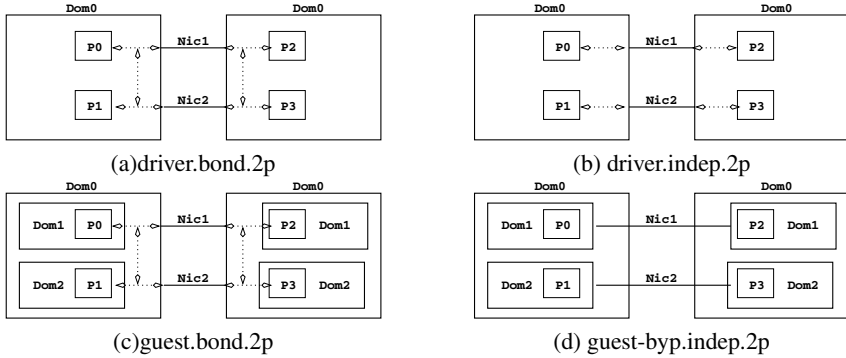 Dom0 Dom0 Dom0 Dom0
P0 Nic1 P2 P0 Nic1 P2
P1 Nic2 P3 P1 Nic2 P3
(a)driver.bond.2p (b) driver.indep.2p
Dom0 Dom0 Dom0 Dom0
Dom1 P0 Nic1 P2 Dom1 Dom1 P0 Nic1 P2 Dom1
Dom2 P1 Nic2 P3 Dom2 Dom2 P1 Nic2 P3 Dom2
(c)guest.bond.2p (d) guest-byp.indep.2p